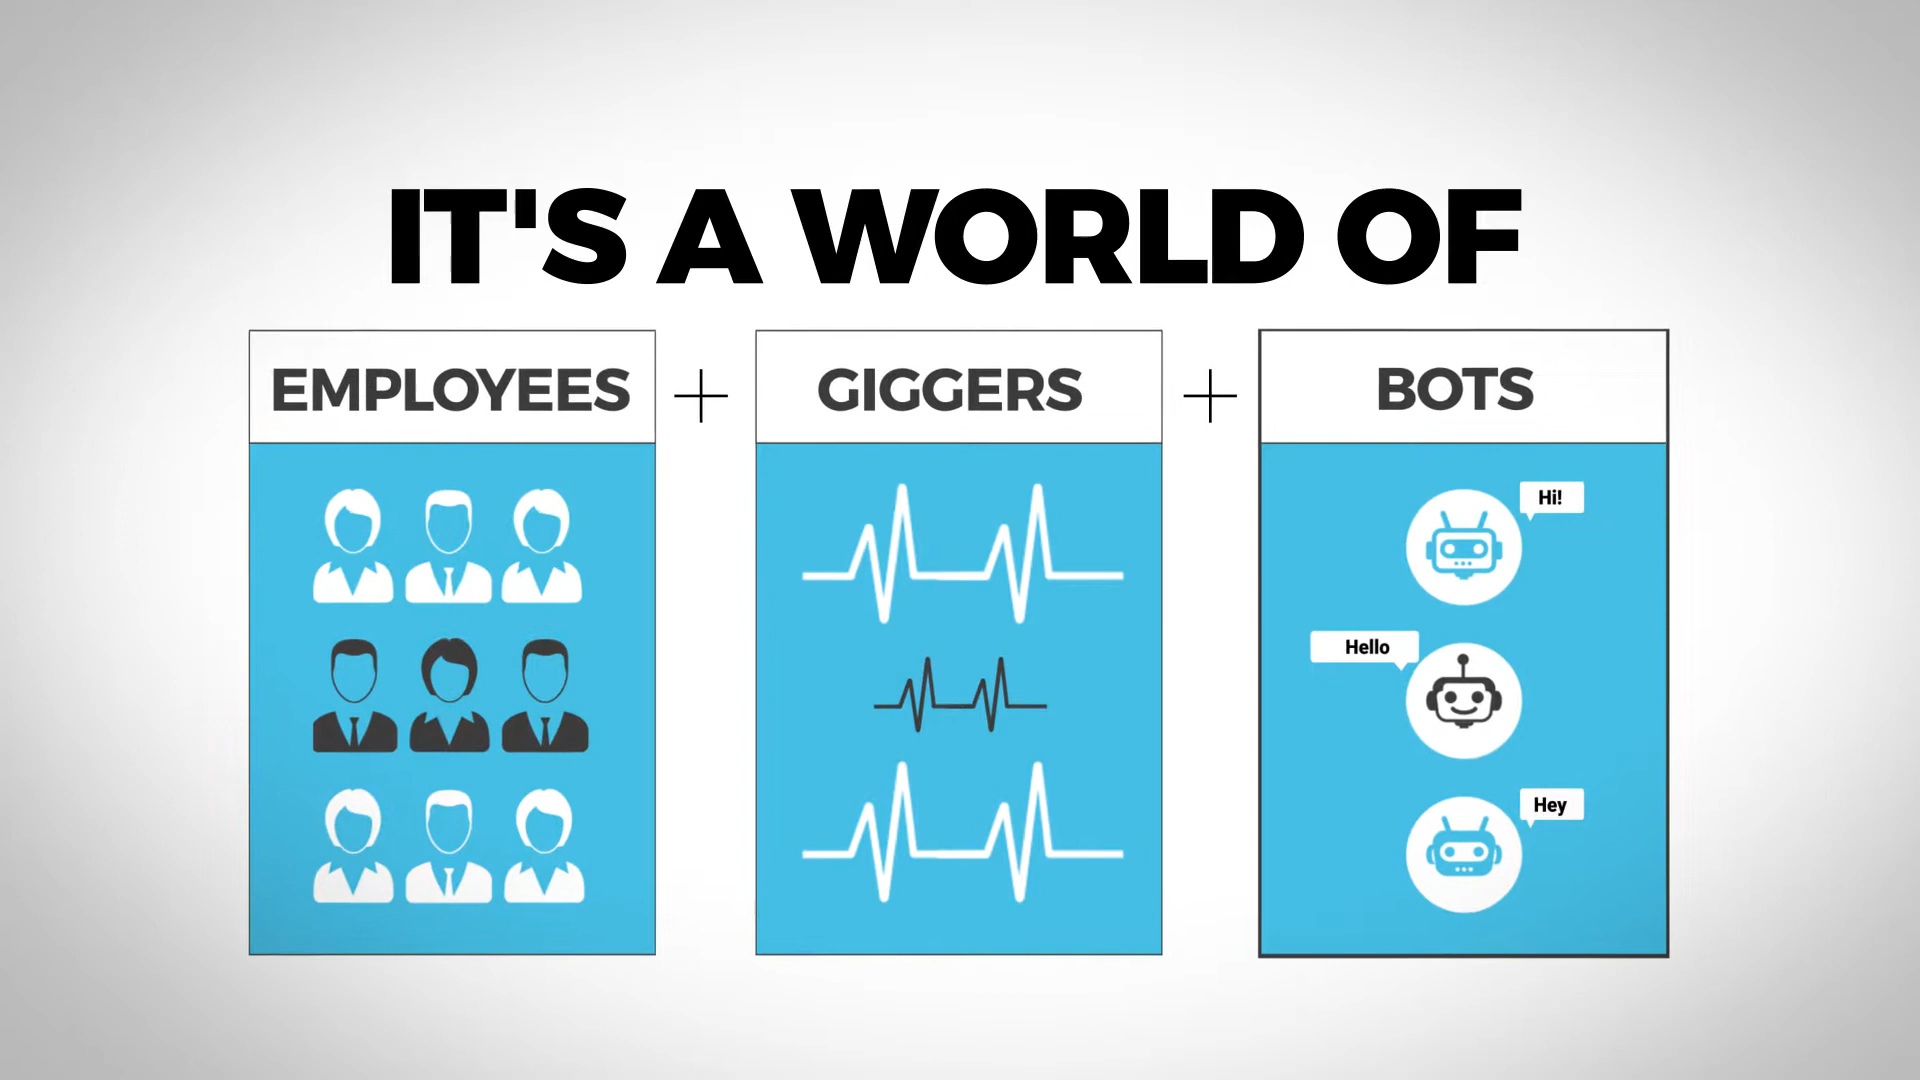 IT'S A WORLD OF
EMPLOYEES + GIGGERS + BOTS
Hi!
Hello
Hey